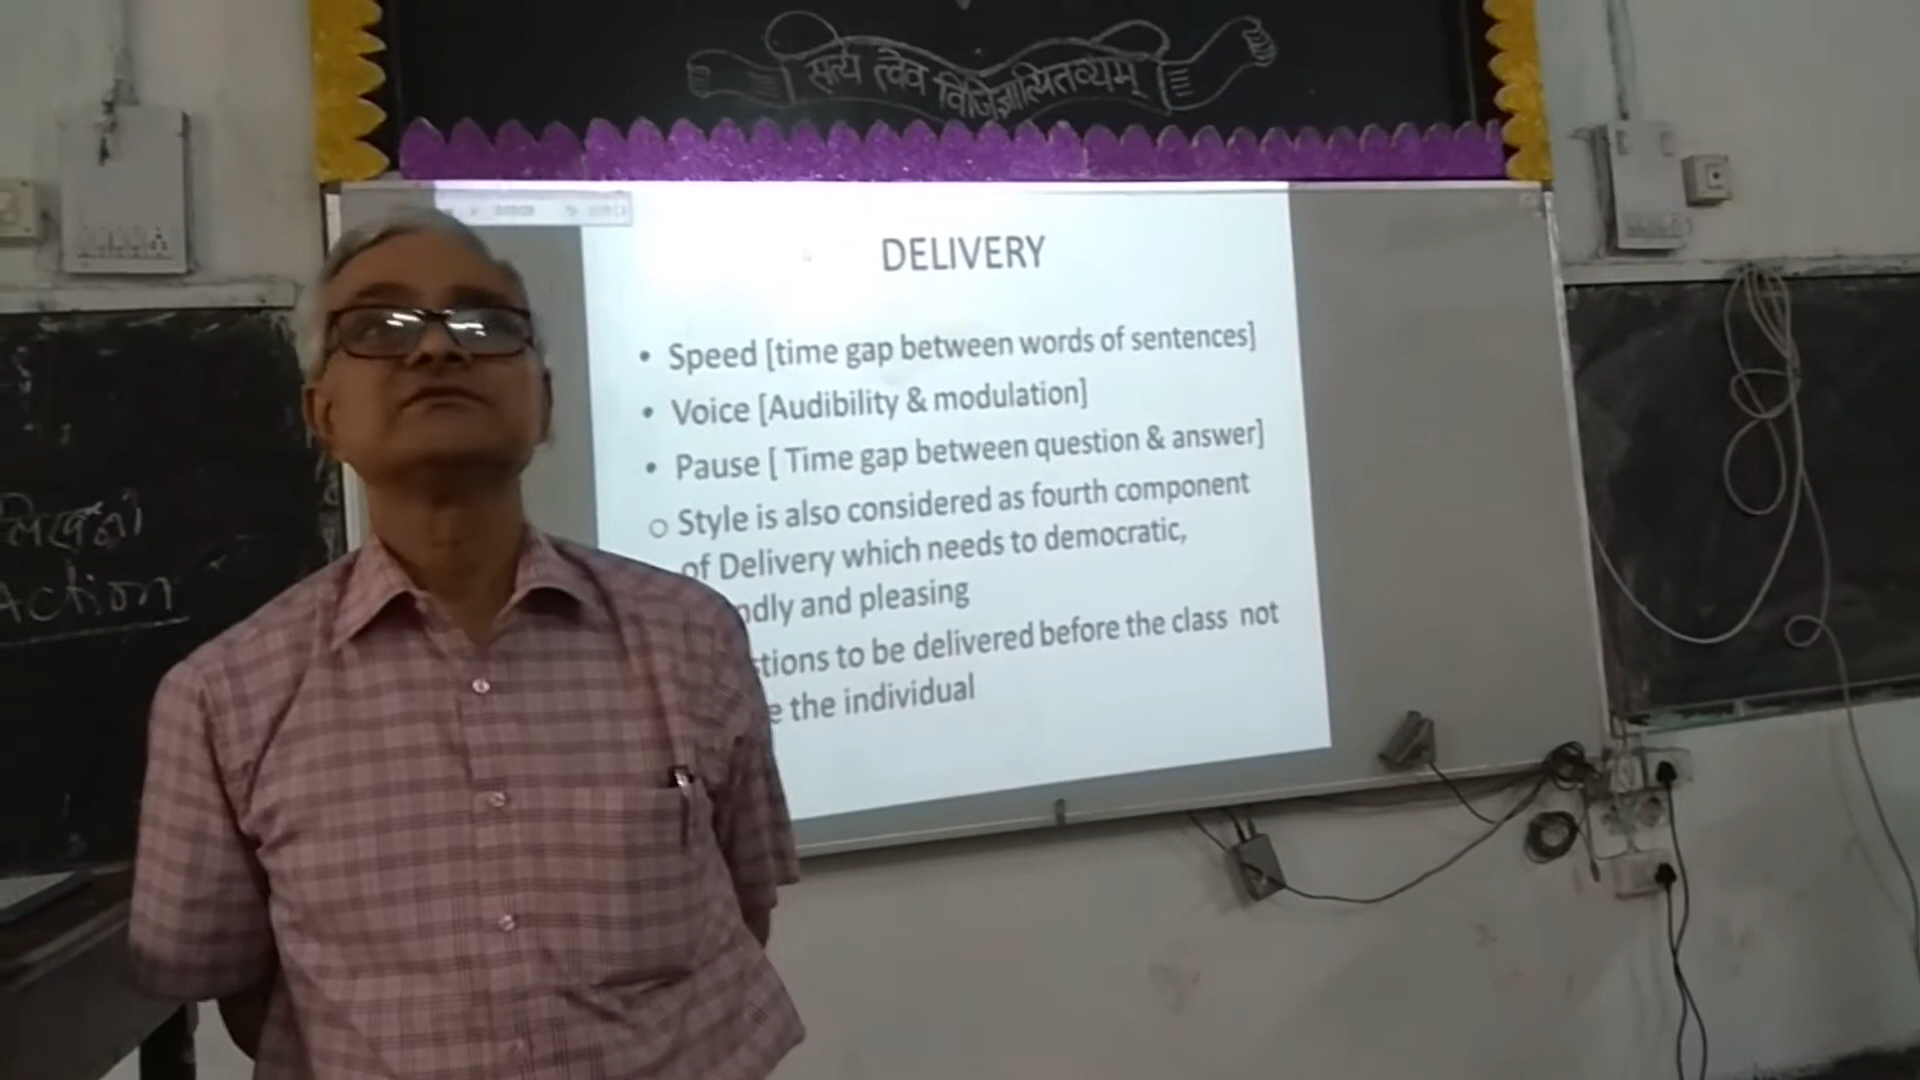 सत्य त्वेव विजिज्ञासितव्यम्
DELIVERY
• Speed [time gap between words of sentences]
• Voice [Audibility & modulation]
• Pause [ Time gap between question & answer]
o Style is also considered as fourth component
of Delivery which needs to democratic,
ndly and pleasing
tions to be delivered before the class not
e the individual
Action